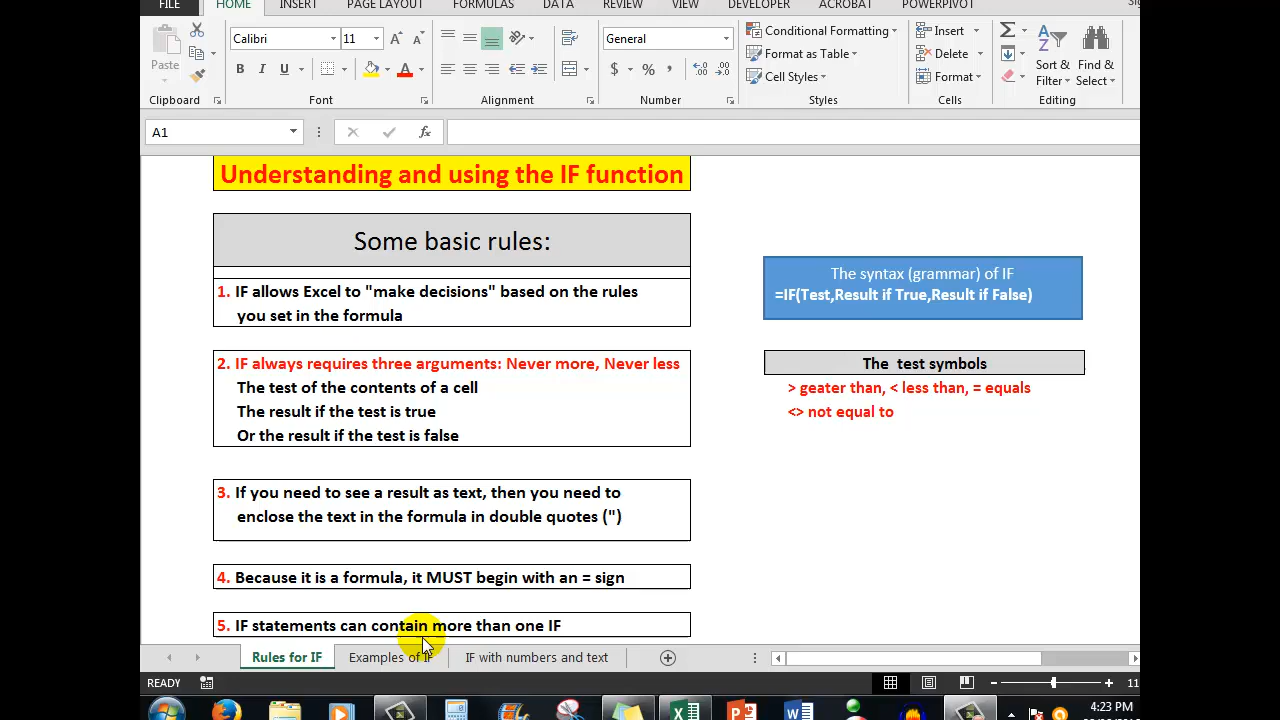 FILE HOME INSERT PAGE LAYOUT FORMULAS DATA REVIEW VIEW DEVELOPER ACROBAT POWERPIVOT
Calibri 11 General Conditional Formatting Insert
Paste Format as Table Delete Sort & Find &
B I U A $ % , Cell Styles Format Filter Select
Clipboard Font Alignment Number Styles Cells Editing
A1 fx
Understanding and using the IF function
Some basic rules:
The syntax (grammar) of IF
=IF(Test,Result if True,Result if False)
1. IF allows Excel to "make decisions" based on the rules
you set in the formula
The test symbols
2. IF always requires three arguments: Never more, Never less
> geater than, < less than, = equals
The test of the contents of a cell
The result if the test is true
<> not equal to
Or the result if the test is false
3. If you need to see a result as text, then you need to
enclose the text in the formula in double quotes (")
4. Because it is a formula, it MUST begin with an = sign
5. IF statements can contain more than one IF
Rules for IF Examples of IF IF with numbers and text
READY 11
4:23 PM